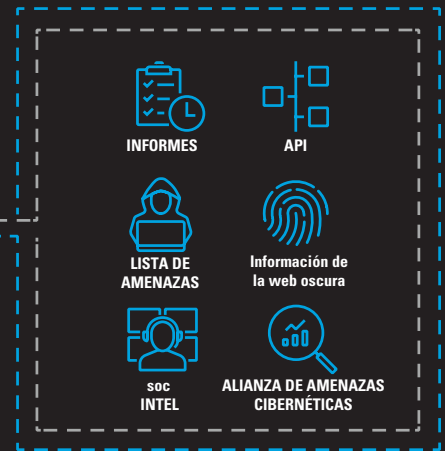 INFORMES
API
LISTA DE
AMENAZAS
Información de
la web oscura
soc
INTEL
ALIANZA DE AMENAZAS
CIBERNÉTICAS